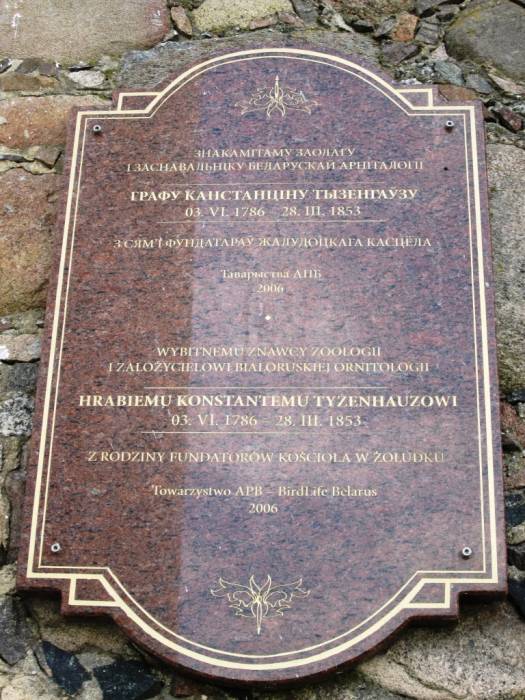 ЗНАКАМІТАМУ ЗАОЛАГУ
І ЗАСНАВАЛЬНІКУ БЕЛАРУСКАЙ АРНІТАЛОГІІ
ГРАФУ КАНСТАНЦІНУ ТЫЗЕНГАЎЗУ
03. VI. 1786 – 28. III. 1853
З СЯМ'І ФУНДАТАРАЎ ЖАЛУДОЦКАГА КАСЦЁЛА
Таварыства АПБ
2006
WYBITNEMU ZNAWCY ZOOLOGII
I ZAŁOŻYCIELOWI BIAŁORUSKIEJ ORNITOLOGII
HRABIEMU KONSTANTEMU TYZENHAUZOWI
03. VI. 1786 – 28. III. 1853
Z RODZINY FUNDATORÓW KOŚCIOŁA W ŻOŁUDKU
Towarzystwo APB – BirdLife Belarus
2006